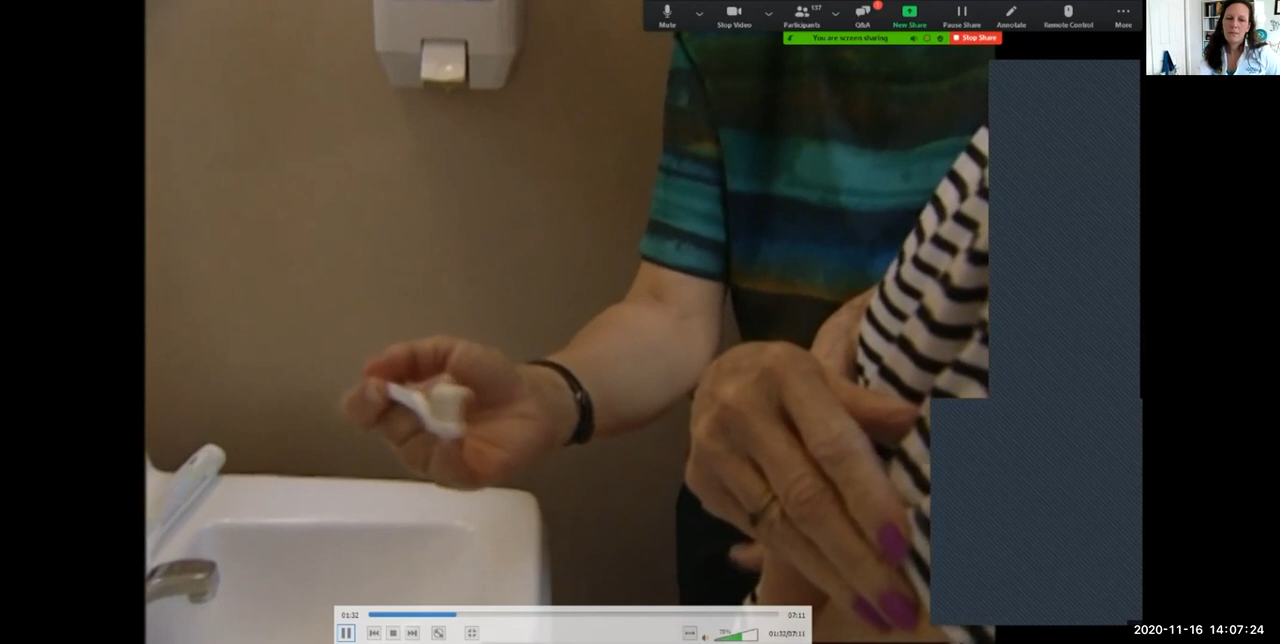 137
Mute Stop Video Participants Q&A New Share Pause Share Annotate Remote Control More
You are screen sharing Stop Share
01:32 07:11
78%
01:32/07:11
2020-11-16 14:07:24